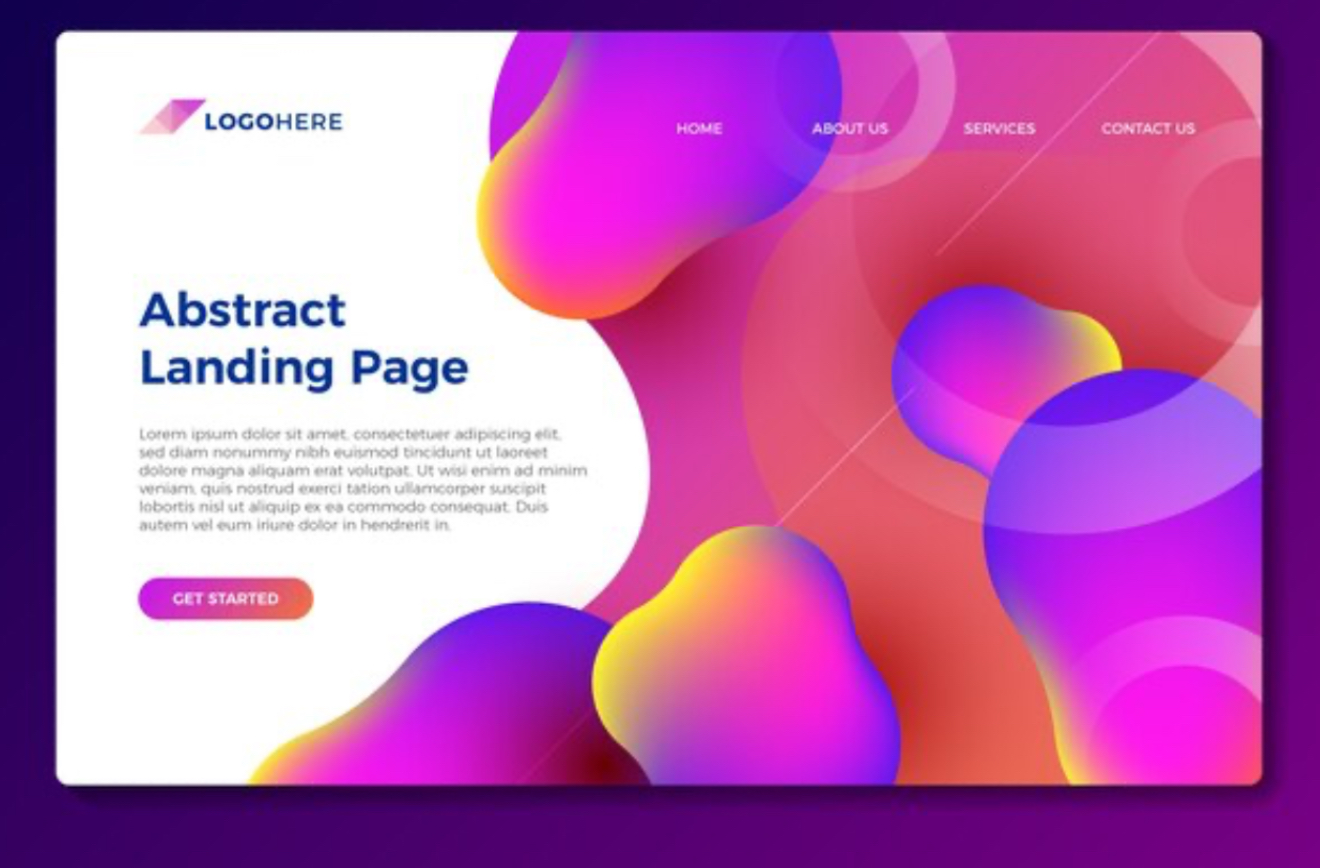 LOGOHERE
HOME ABOUT US SERVICES CONTACT US
Abstract
Landing Page
Lorem ipsum dolor sit amet, consectetuer adipiscing elit,
sed diam nonummy nibh euismod tincidunt ut laoreet
dolore magna aliquam erat volutpat. Ut wisi enim ad minim
veniam, quis nostrud exerci tation ullamcorper suscipit
lobortis nisl ut aliquip ex ea commodo consequat. Duis
autem vel eum iriure dolor in hendrerit in.
GET STARTED